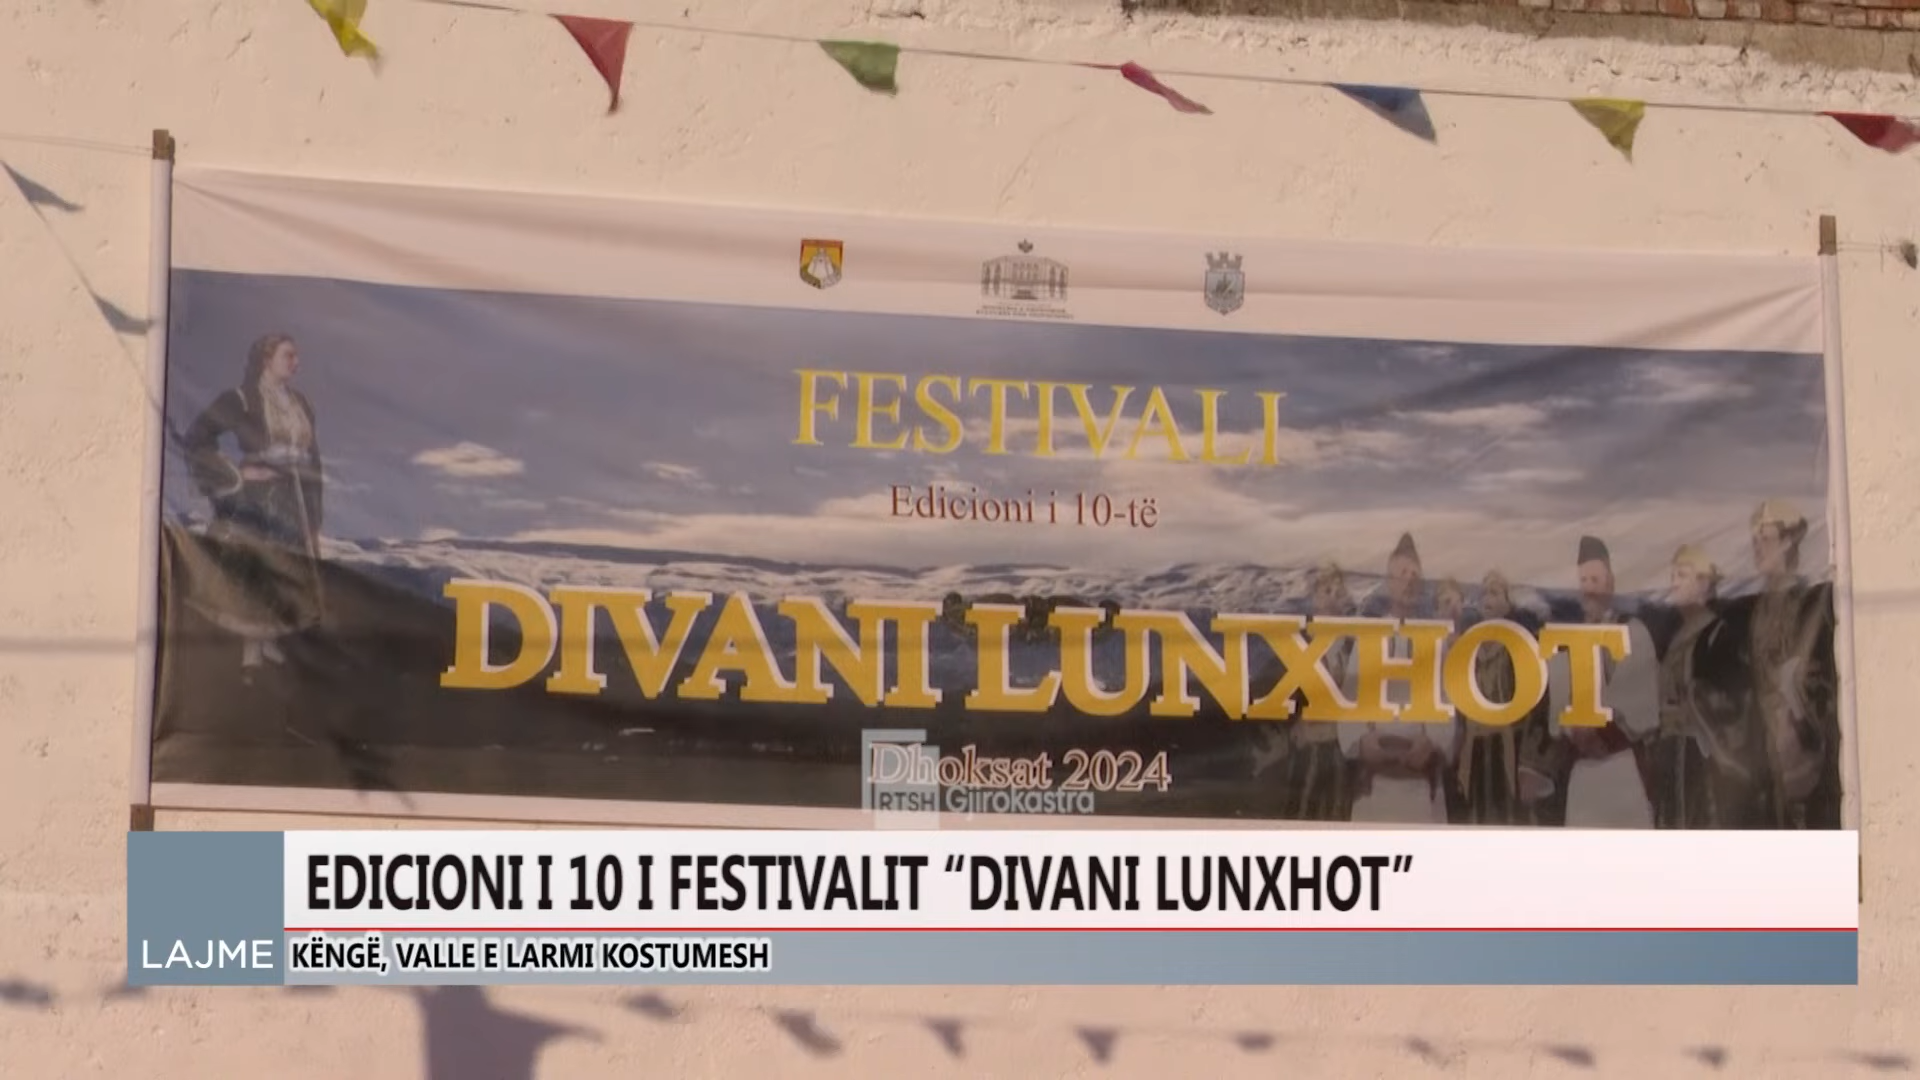 FESTIVALI
Edicioni i 10-të
DIVANI LUNXHOT
Dhoksat 2024
RTSH Gjirokastra
EDICIONI I 10 I FESTIVALIT “DIVANI LUNXHOT”
LAJME
KËNGË, VALLE E LARMI KOSTUMESH